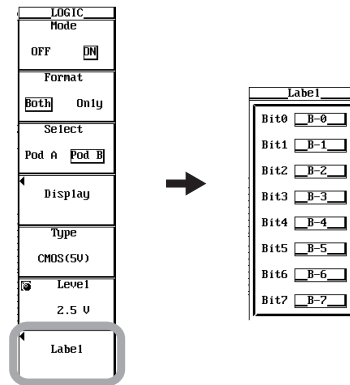 LOGIC
Mode
OFF ON
Format
Both Only
Select
Pod A Pod B
Display
Type
CMOS(5V)
Level
2.5 V
Label
Label
Bit0 B-0
Bit1 B-1
Bit2 B-2
Bit3 B-3
Bit4 B-4
Bit5 B-5
Bit6 B-6
Bit7 B-7